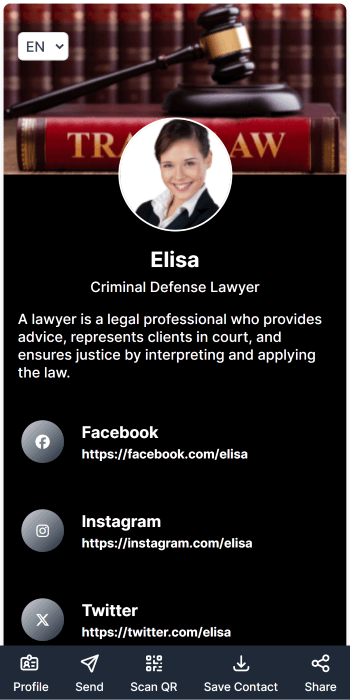 EN
TRA AW
Elisa
Criminal Defense Lawyer
A lawyer is a legal professional who provides
advice, represents clients in court, and
ensures justice by interpreting and applying
the law.
Facebook
https://facebook.com/elisa
Instagram
https://instagram.com/elisa
Twitter
https://twitter.com/elisa
Profile Send Scan QR Save Contact Share